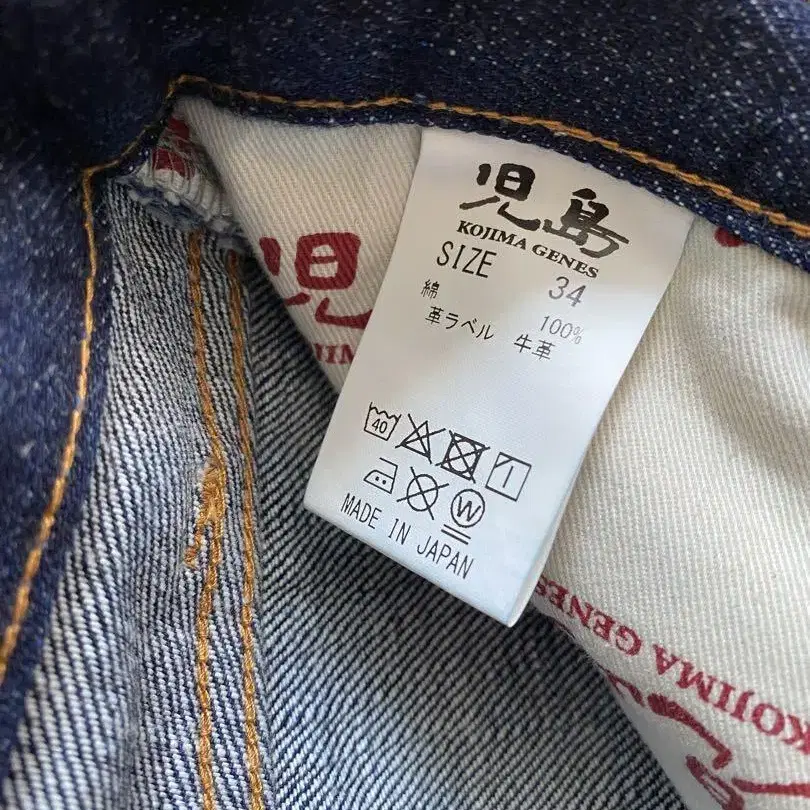 児島
KOJIMA GENES
SIZE 34
綿 100%
革ラベル 牛革
40
W
MADE IN JAPAN
児
KOJIMA GENES